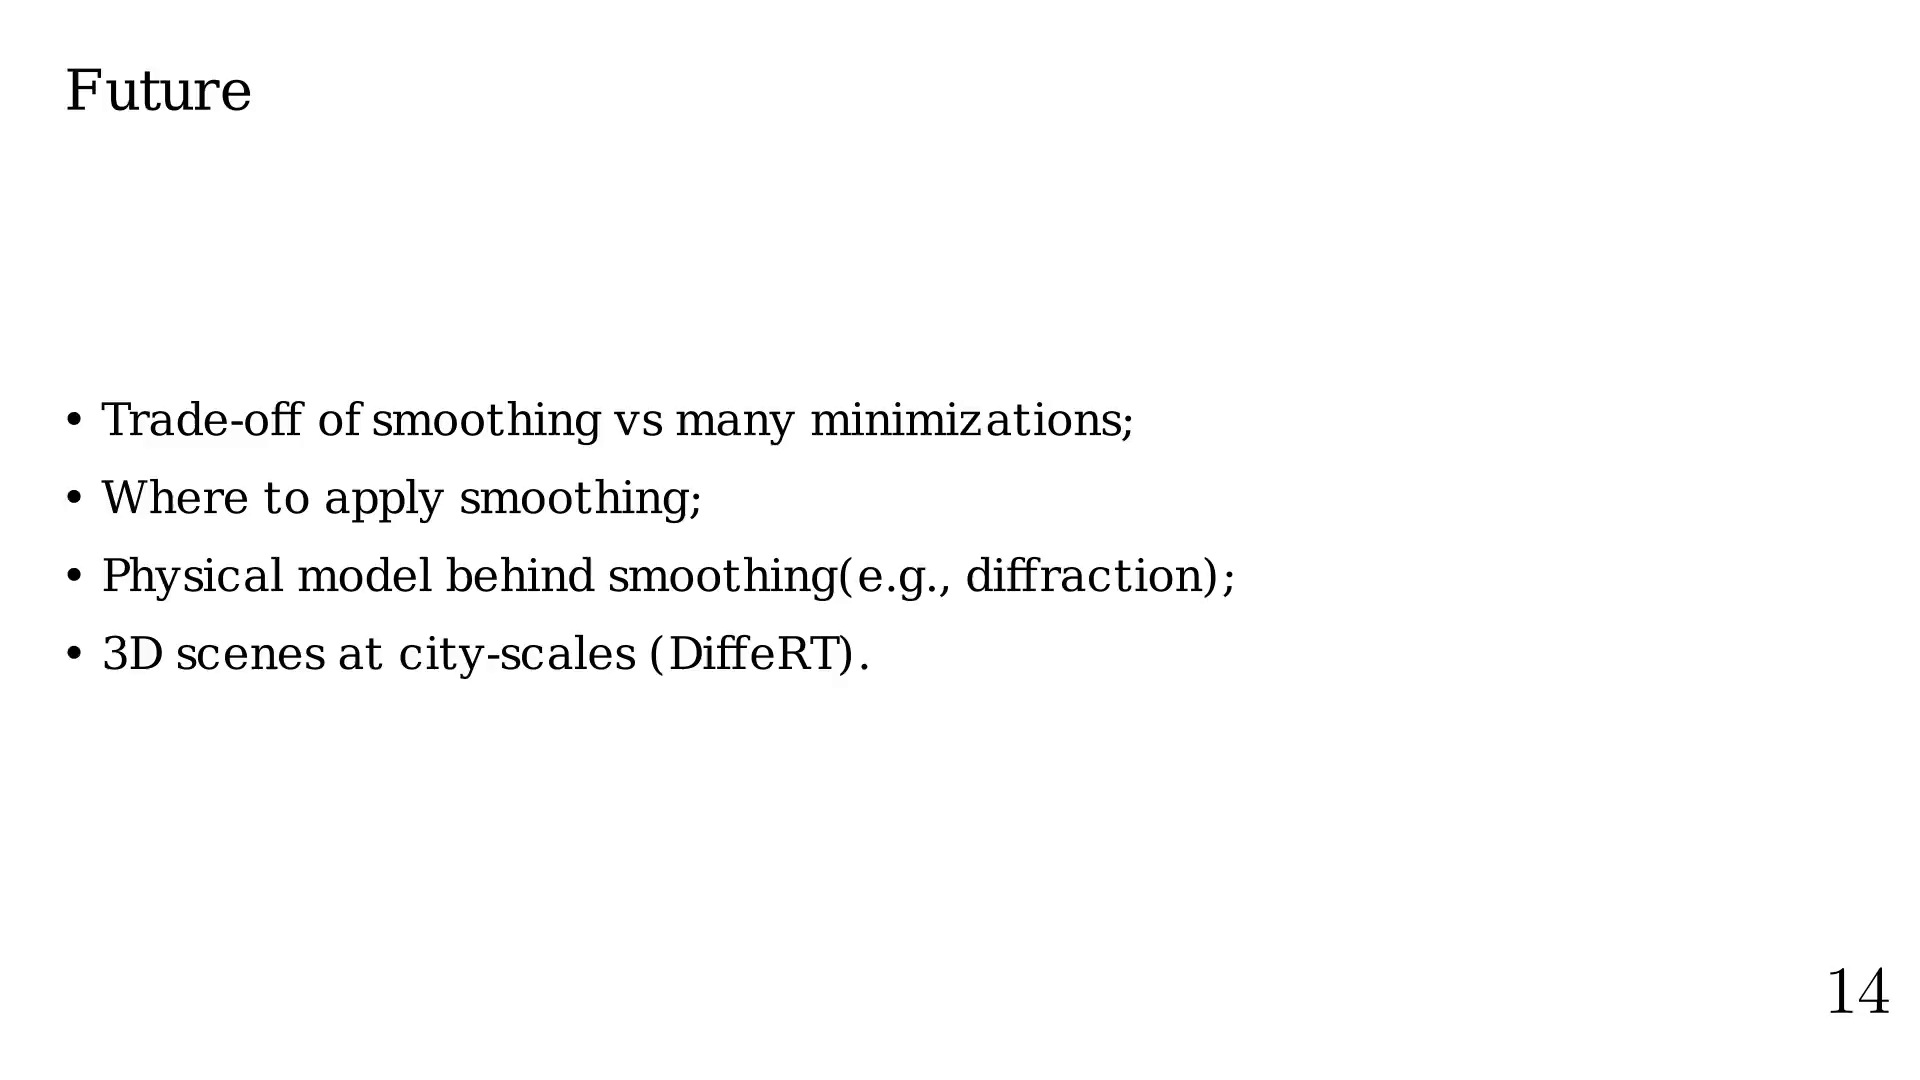 Future
• Trade-off of smoothing vs many minimizations;
• Where to apply smoothing;
• Physical model behind smoothing(e.g., diffraction);
• 3D scenes at city-scales (DiffeRT).
14